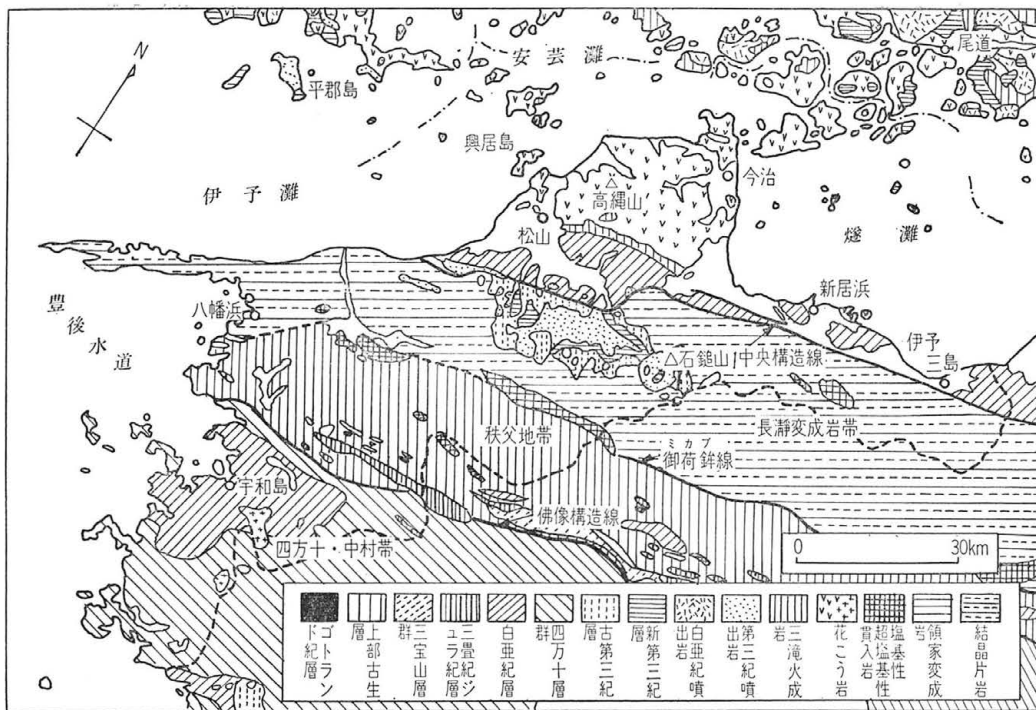 N
安芸灘
尾道
平郡島
興居島
今治
高縄山
伊予灘
松山
燧灘
新居浜
八幡浜
豊後水道
伊予三島
△石鎚山
中央構造線
秩父地帯
長瀞変成岩帯
ミカブ
御荷鉾線
宇和島
佛像構造線
四方十・中村帯
0 30km
ゴトランド紀層
上部古生層
三宝山層群
三畳紀ジュラ紀層
白亜紀層
四万十層群
古第三紀層
新第三紀層
白亜紀噴出岩
第三紀噴出岩
三滝火成岩
花こう岩
塩基性超塩基性貫入岩
領家変成岩
結晶片岩